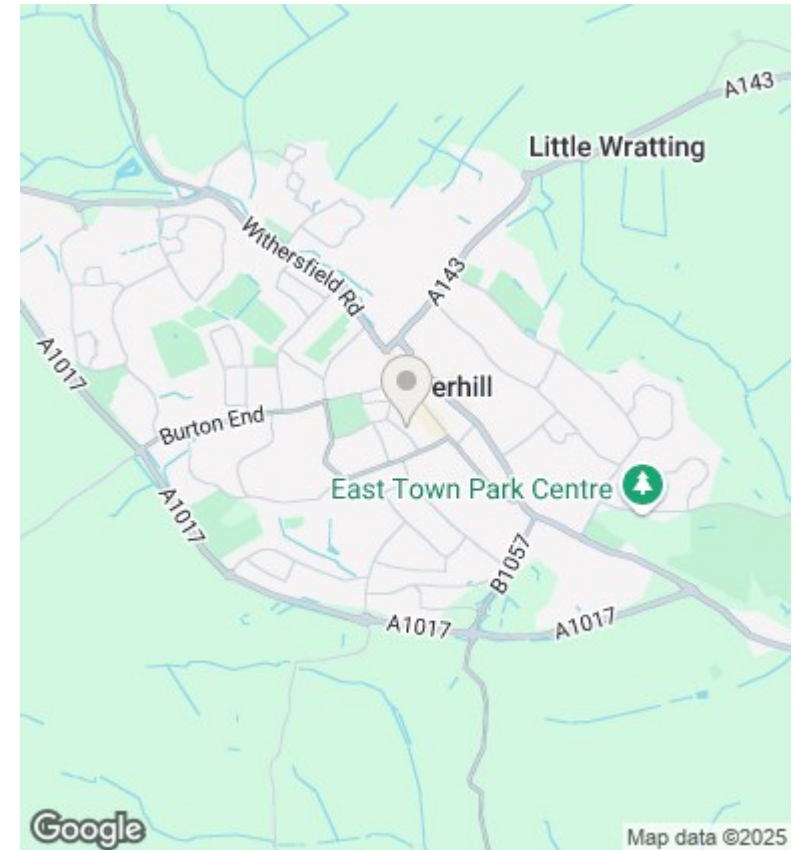 A143
Little Wratting
Withersfield Rd
A143
A1017
erhill
Burton End
East Town Park Centre
A1017
B1057
A1017
A1017
Google
Map data ©2025